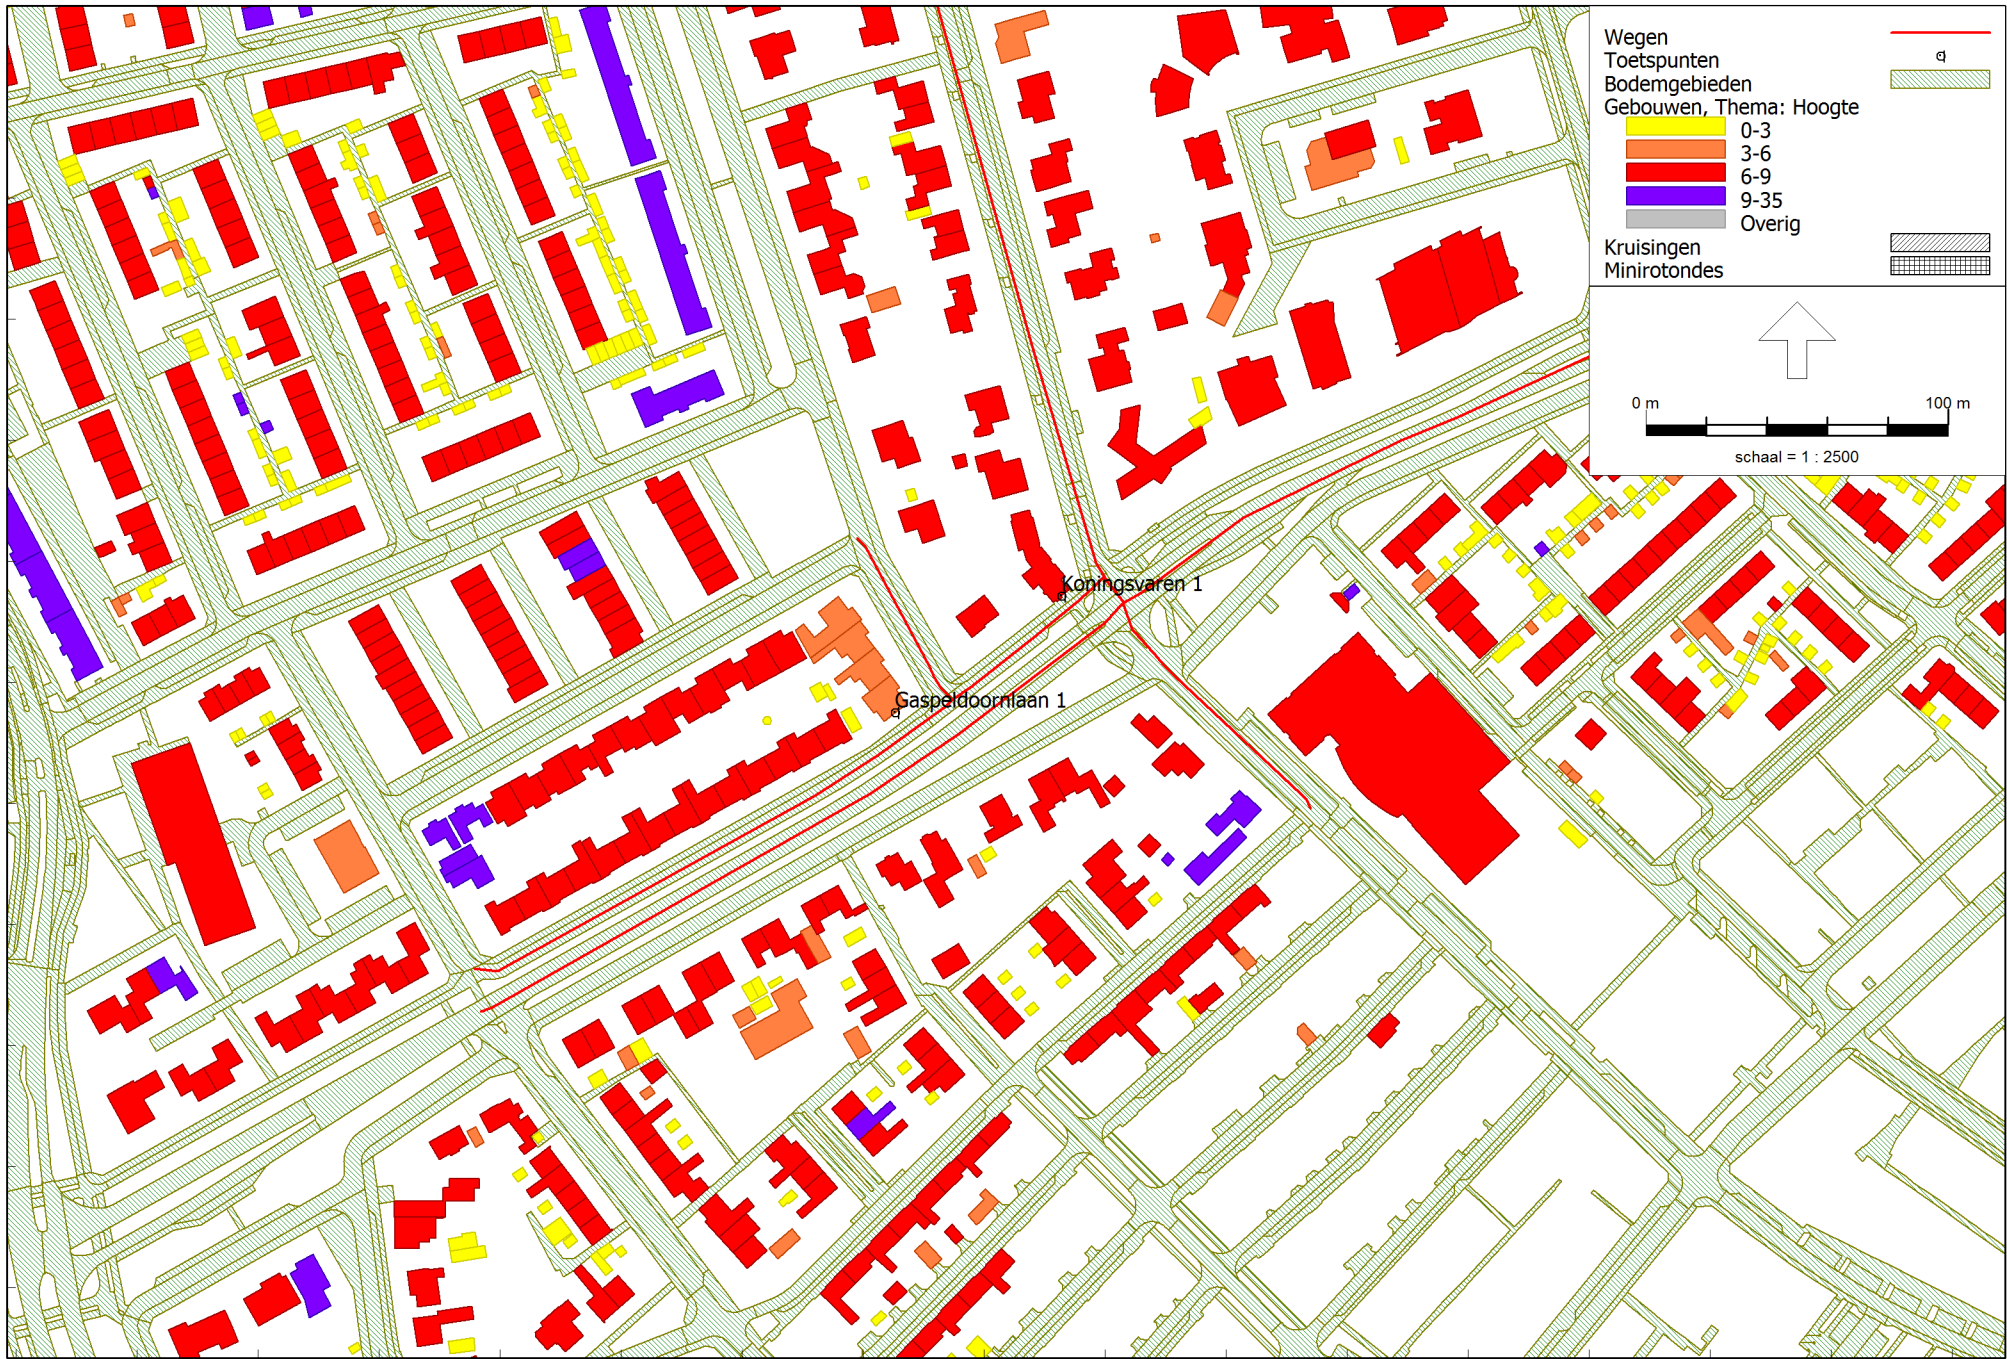 Wegen
Toetspunten
Bodemgebieden
Gebouwen, Thema: Hoogte
0-3
3-6
6-9
9-35
Overig
Kruisingen
Minirotondes
0 m 100 m
schaal = 1 : 2500
Koningsvaren 1
Gaspeldoornlaan 1